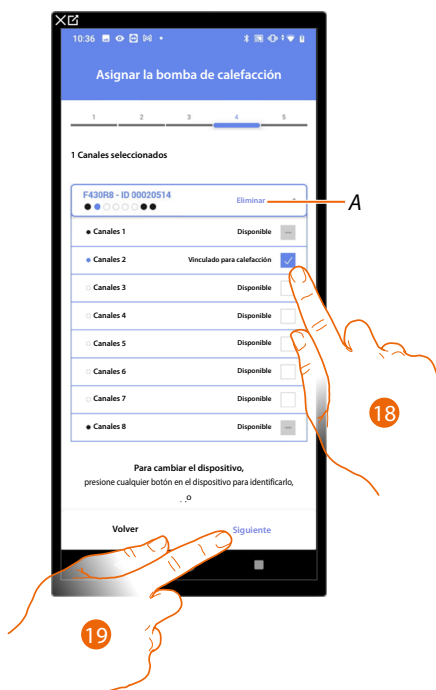 10:36
Asignar la bomba de calefacción
1 2 3 4 5
1 Canales seleccionados
F430R8 - ID 00020514
Eliminar
A
Canales 1 Disponible
Canales 2 Vinculado para calefacción
Canales 3 Disponible
Canales 4 Disponible
Canales 5 Disponible
Canales 6 Disponible
Canales 7 Disponible
Canales 8 Disponible
18
Para cambiar el dispositivo,
presione cualquier botón en el dispositivo para identificarlo,
o
Volver Siguiente
19